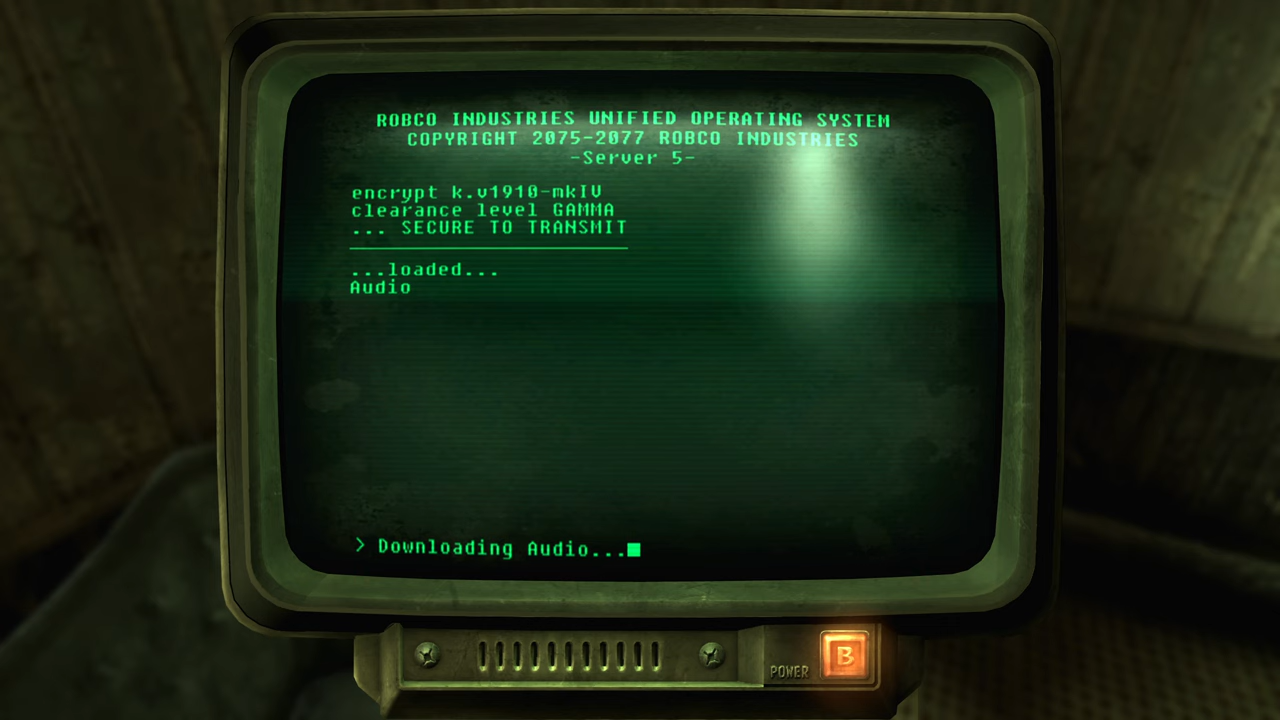 ROBCO INDUSTRIES UNIFIED OPERATING SYSTEM
COPYRIGHT 2075-2077 ROBCO INDUSTRIES
-Server 5-
encrypt k.v1910-mkIV
clearance level GAMMA
... SECURE TO TRANSMIT
...loaded...
Audio
> Downloading Audio...
POWER B